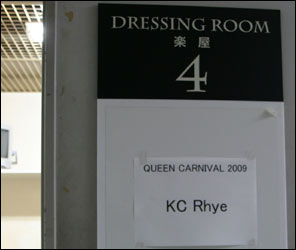 DRESSING ROOM
楽屋
4
QUEEN CARNIVAL 2009
KC Rhye